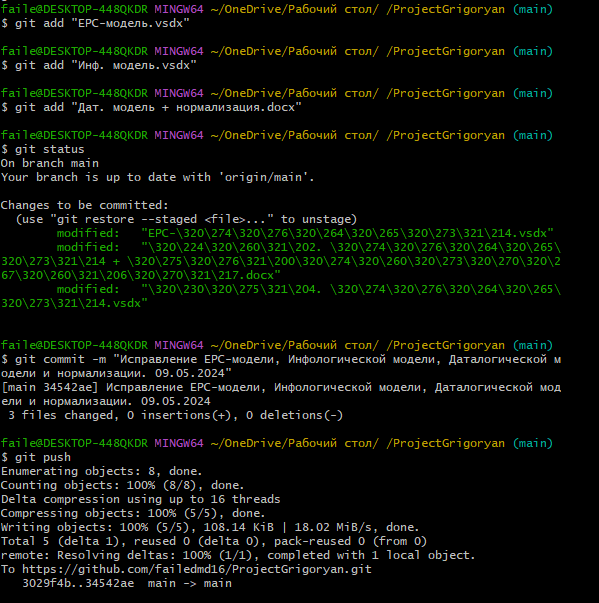 faile@DESKTOP-448QKDR MINGW64 ~/OneDrive/Рабочий стол/ /ProjectGrigoryan (main)
$ git add "EPC-модель.vsdx"
faile@DESKTOP-448QKDR MINGW64 ~/OneDrive/Рабочий стол/ /ProjectGrigoryan (main)
$ git add "Инф. модель.vsdx"
faile@DESKTOP-448QKDR MINGW64 ~/OneDrive/Рабочий стол/ /ProjectGrigoryan (main)
$ git add "Дат. модель + нормализация.docx"
faile@DESKTOP-448QKDR MINGW64 ~/OneDrive/Рабочий стол/ /ProjectGrigoryan (main)
$ git status
On branch main
Your branch is up to date with 'origin/main'.
Changes to be committed:
(use "git restore --staged <file>..." to unstage)
modified: "EPC-\320\274\320\276\320\264\320\265\320\273\321\214.vsdx"
modified: "\320\224\320\260\321\202. \320\274\320\276\320\264\320\265\
320\273\321\214 + \320\275\320\276\321\200\320\274\320\260\320\273\320\270\320\2
67\320\260\321\206\320\270\321\217.docx"
modified: "\320\230\320\275\321\204. \320\274\320\276\320\264\320\265\
320\273\321\214.vsdx"
faile@DESKTOP-448QKDR MINGW64 ~/OneDrive/Рабочий стол/ /ProjectGrigoryan (main)
$ git commit -m "Исправление EPC-модели, Инфологической модели, Даталогической м
одели и нормализации. 09.05.2024"
[main 34542ae] Исправление EPC-модели, Инфологической модели, Даталогической мод
ели и нормализации. 09.05.2024
3 files changed, 0 insertions(+), 0 deletions(-)
faile@DESKTOP-448QKDR MINGW64 ~/OneDrive/Рабочий стол/ /ProjectGrigoryan (main)
$ git push
Enumerating objects: 8, done.
Counting objects: 100% (8/8), done.
Delta compression using up to 16 threads
Compressing objects: 100% (5/5), done.
Writing objects: 100% (5/5), 108.14 KiB | 18.02 MiB/s, done.
Total 5 (delta 1), reused 0 (delta 0), pack-reused 0 (from 0)
remote: Resolving deltas: 100% (1/1), completed with 1 local object.
To https://github.com/failedmd16/ProjectGrigoryan.git
3029f4b..34542ae main -> main